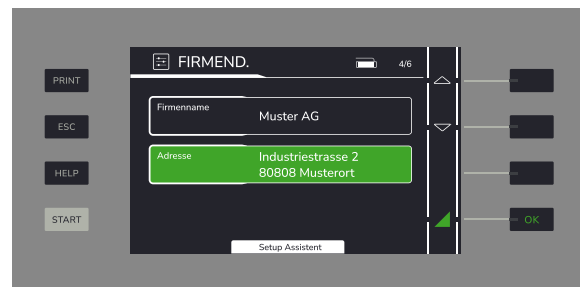 FIRMEND.
4/6
PRINT
Firmenname
Muster AG
ESC
Adresse
Industriestrasse 2
80808 Musterort
HELP
START
OK
Setup Assistent